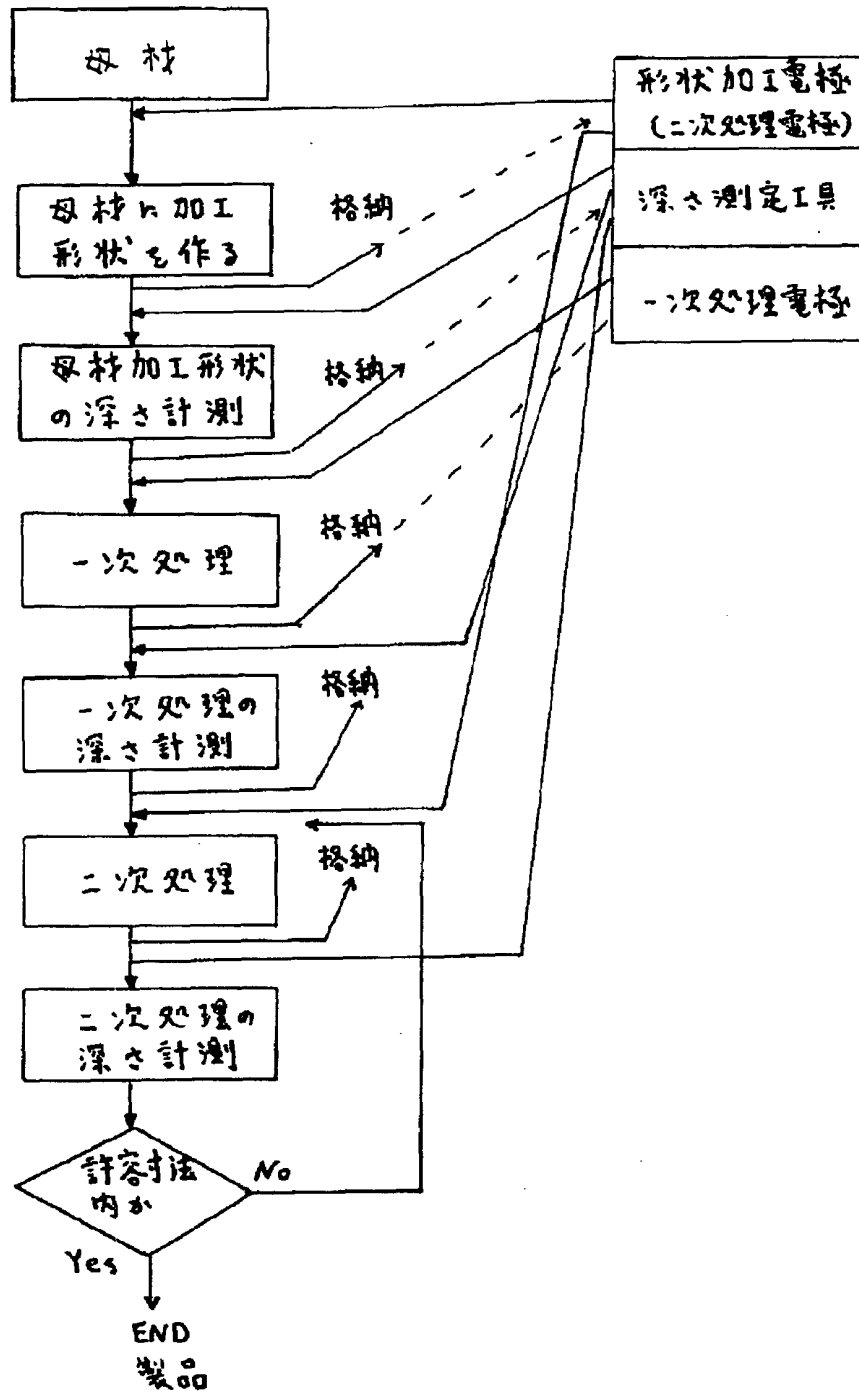 母材
形状加工電極
(二次処理電極)
深さ測定工具
一次処理電極
母材に加工
形状を作る
格納
母材加工形状
の深さ計測
格納
一次処理
格納
一次処理の
深さ計測
格納
二次処理
格納
二次処理の
深さ計測
許容寸法
内か
No
Yes
END
製品